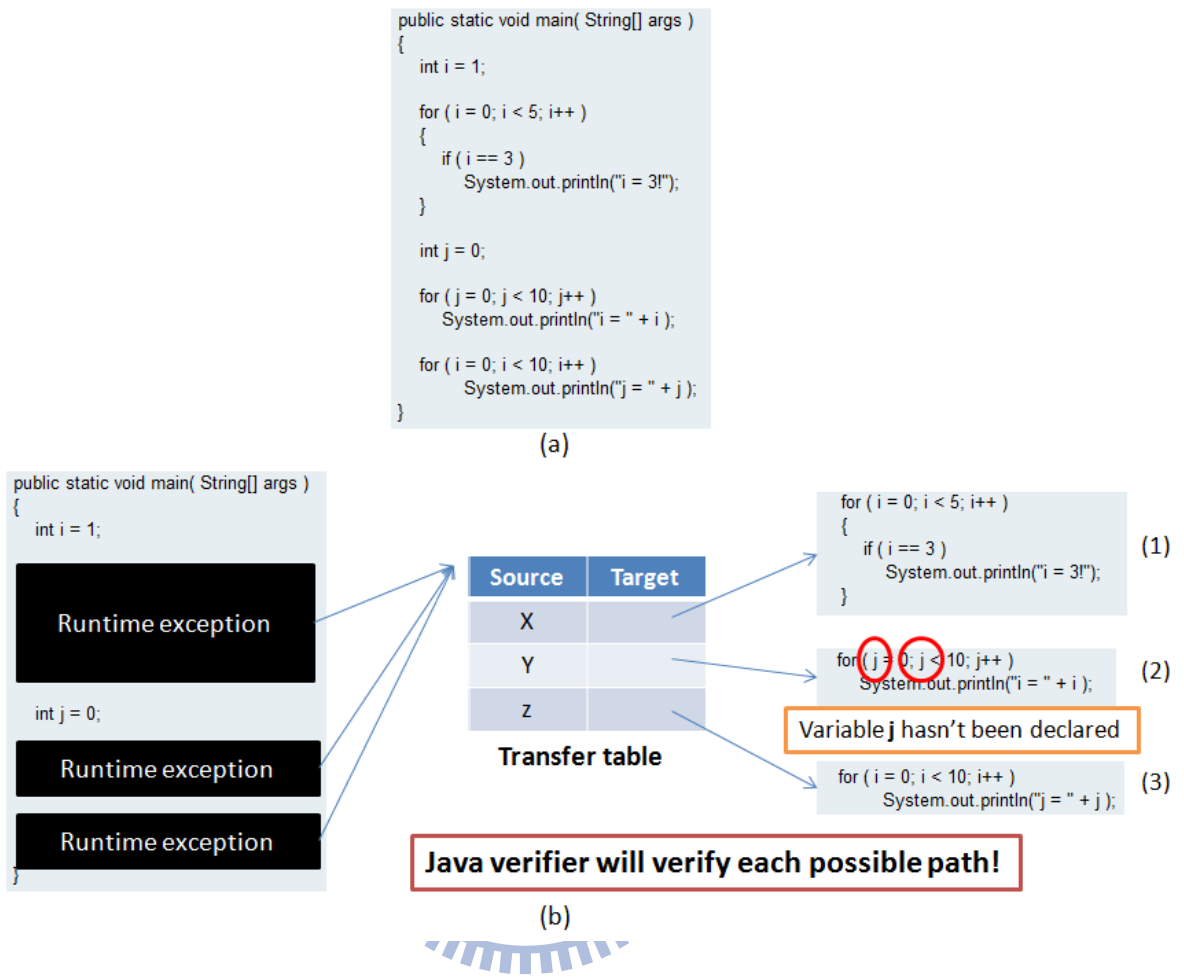 public static void main( String[] args )
{
int i = 1;
for ( i = 0; i < 5; i++ )
{
if ( i == 3 )
System.out.println("i = 3!");
}
int j = 0;
for ( j = 0; j < 10; j++ )
System.out.println("i = " + i );
for ( i = 0; i < 10; i++ )
System.out.println("j = " + j );
}
(a)
public static void main( String[] args )
{
int i = 1;
Runtime exception
int j = 0;
Runtime exception
Runtime exception
}
Source Target
X
Y
z
Transfer table
for ( i = 0; i < 5; i++ )
{
if ( i == 3 )
System.out.println("i = 3!");
}
(1)
for ( j = 0; j < 10; j++ )
System.out.println("i = " + i );
(2)
Variable j hasn't been declared
for ( i = 0; i < 10; i++ )
System.out.println("j = " + j );
(3)
Java verifier will verify each possible path!
(b)